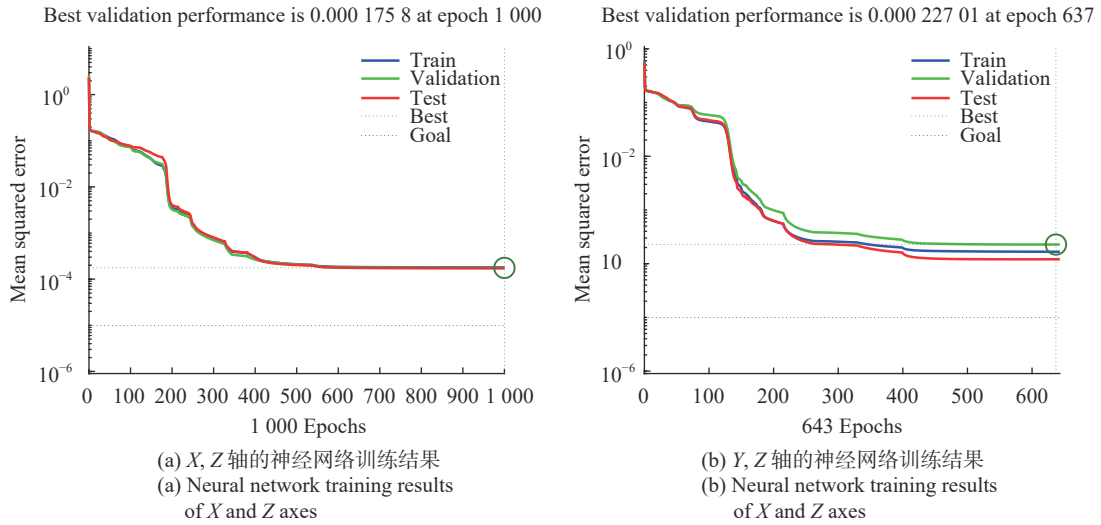 Best validation performance is 0.000 175 8 at epoch 1 000
Train
Validation
Test
Best
Goal
10^0
10^-2
10^-4
10^-6
Mean squared error
0 100 200 300 400 500 600 700 800 900 1 000
1 000 Epochs
(a) X, Z 轴的神经网络训练结果
(a) Neural network training results
of X and Z axes
Best validation performance is 0.000 227 01 at epoch 637
Train
Validation
Test
Best
Goal
10^0
10^-2
10
10^-6
Mean squared error
0 100 200 300 400 500 600
643 Epochs
(b) Y, Z 轴的神经网络训练结果
(b) Neural network training results
of X and Z axes